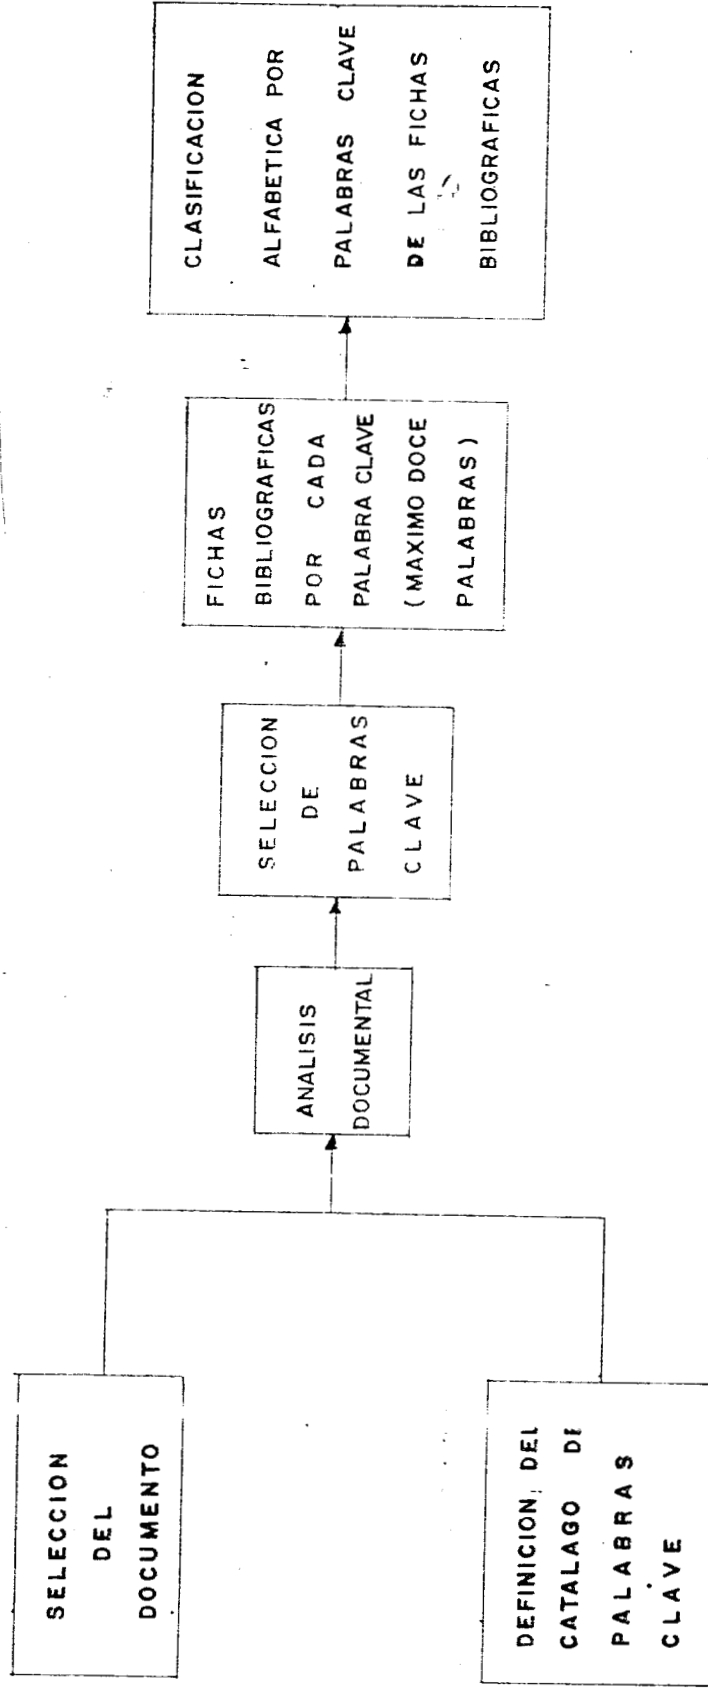 SELECCION
DEL
DOCUMENTO
DEFINICION DEL
CATALAGO DE
PALABRAS
CLAVE
ANALISIS
DOCUMENTAL
SELECCION
DE
PALABRAS
CLAVE
FICHAS
BIBLIOGRAFICAS
POR CADA
PALABRA CLAVE
(MAXIMO DOCE
PALABRAS)
CLASIFICACION
ALFABETICA POR
PALABRAS CLAVE
DE LAS FICHAS
BIBLIOGRAFICAS